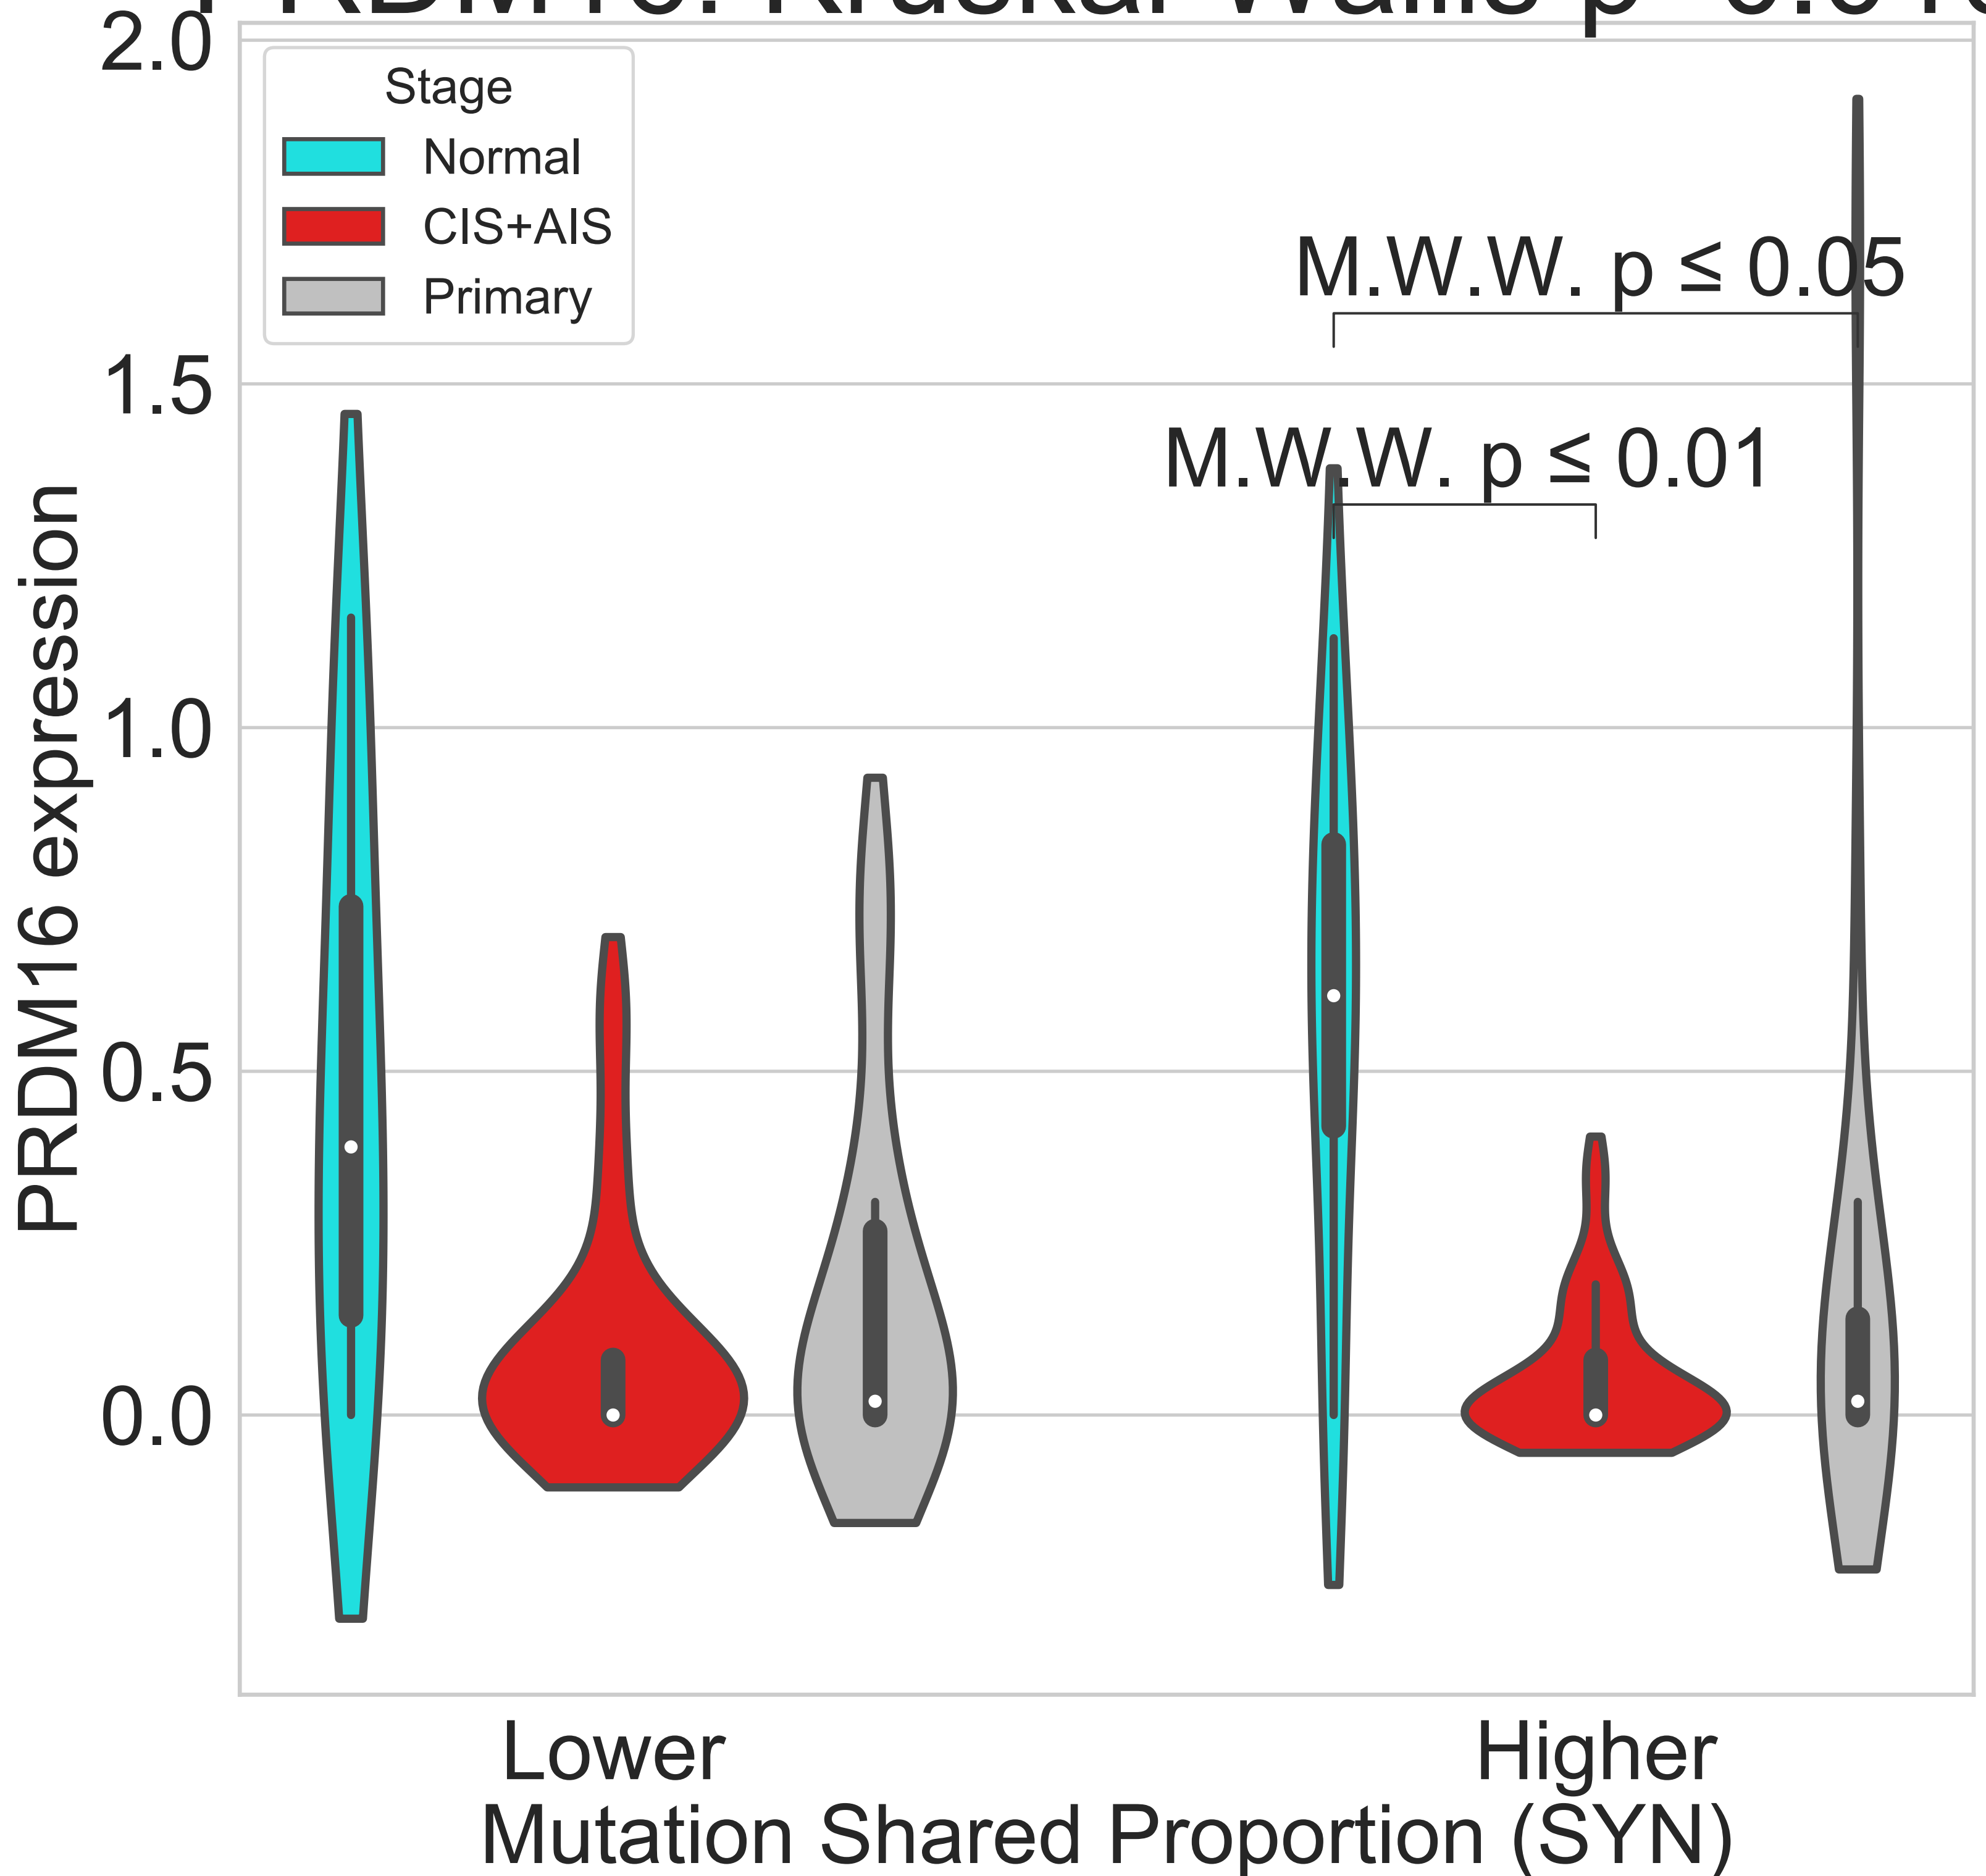 2.0
Stage
Normal
CIS+AIS
Primary
M.W.W. p ≤ 0.05
1.5
M.W.W. p ≤ 0.01
1.0
0.5
0.0
PRDM16 expression
Lower
Higher
Mutation Shared Proportion (SYN)